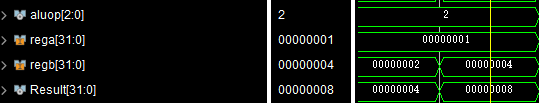 aluop[2:0] 2 2
rega[31:0] 00000001 00000001
regb[31:0] 00000004 00000002 00000004
Result[31:0] 00000008 00000004 00000008